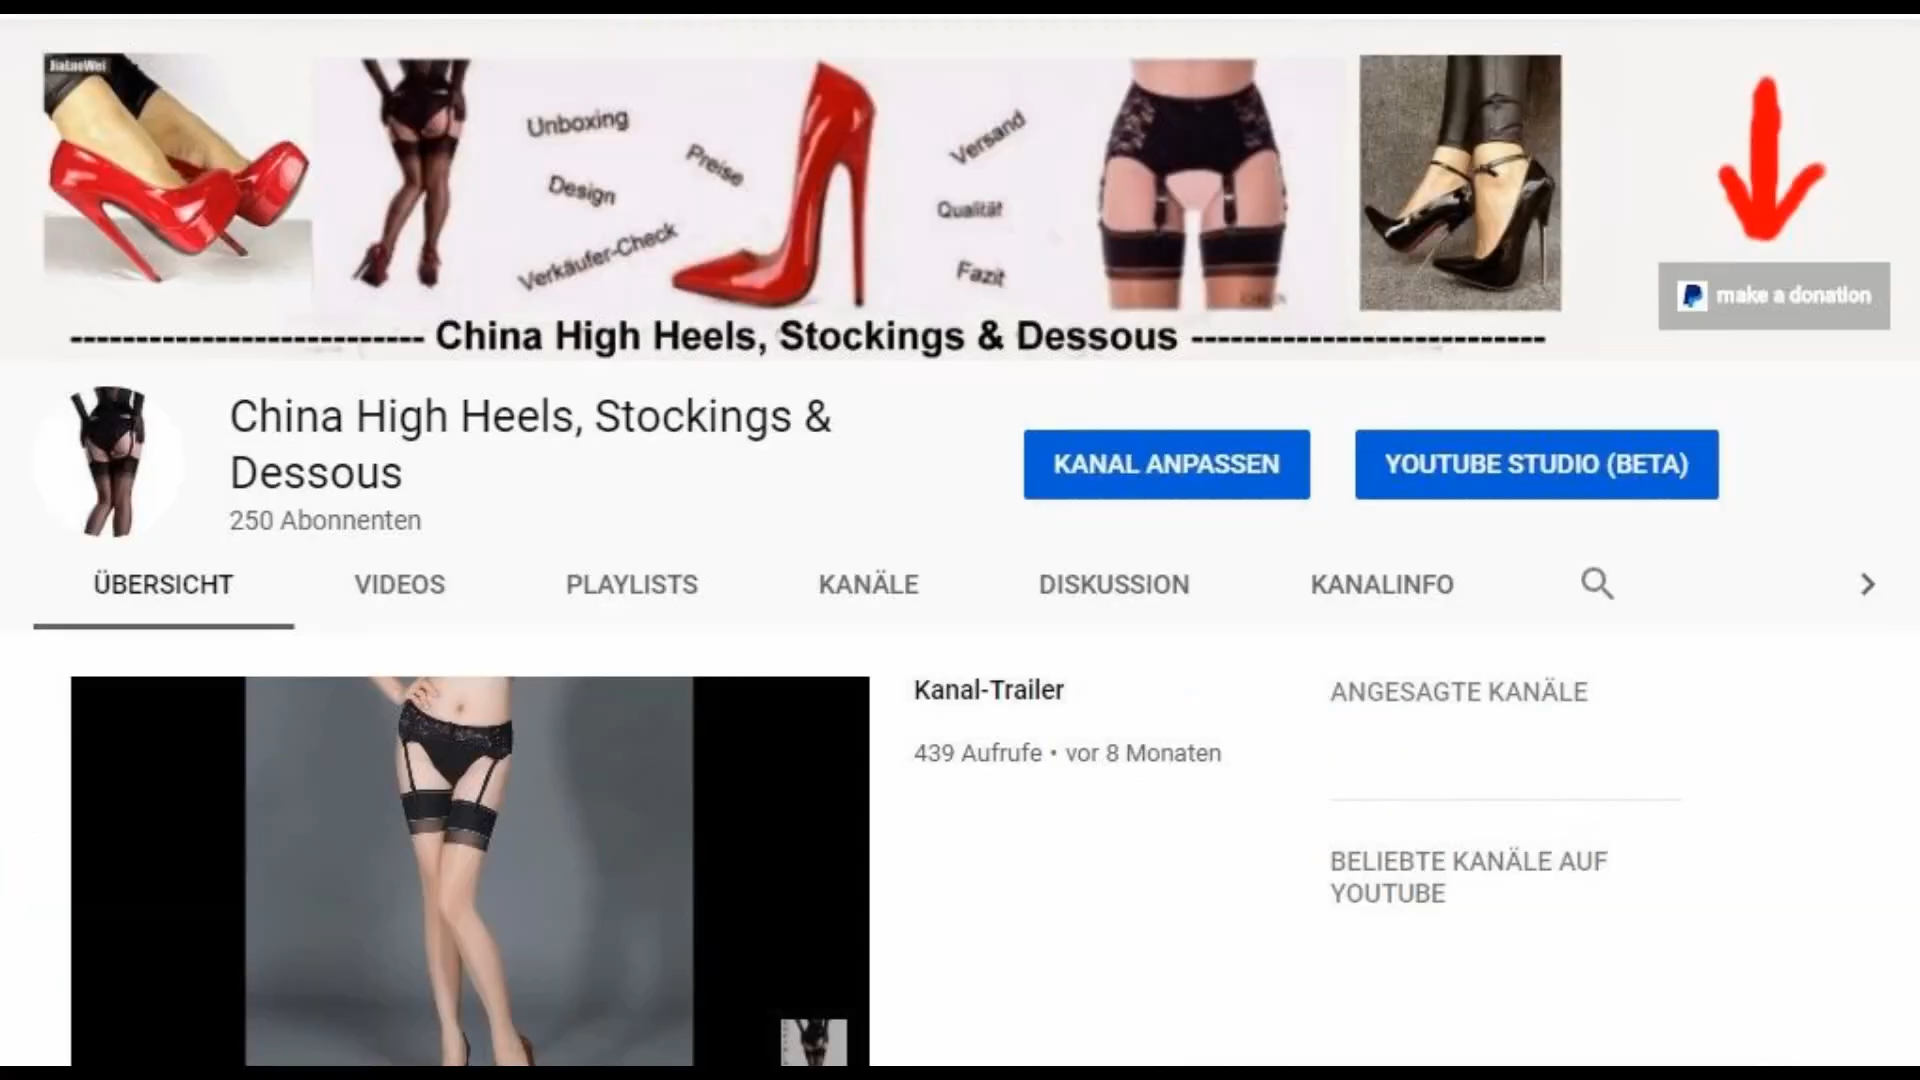 JiaLuoWei
Unboxing
Preise
Design
Verkäufer-Check
Versand
Qualität
Fazit
make a donation
-------------------------- China High Heels, Stockings & Dessous --------------------------
China High Heels, Stockings &
Dessous
250 Abonnenten
KANAL ANPASSEN
YOUTUBE STUDIO (BETA)
ÜBERSICHT
VIDEOS
PLAYLISTS
KANÄLE
DISKUSSION
KANALINFO
Kanal-Trailer
439 Aufrufe • vor 8 Monaten
ANGESAGTE KANÄLE
BELIEBTE KANÄLE AUF
YOUTUBE